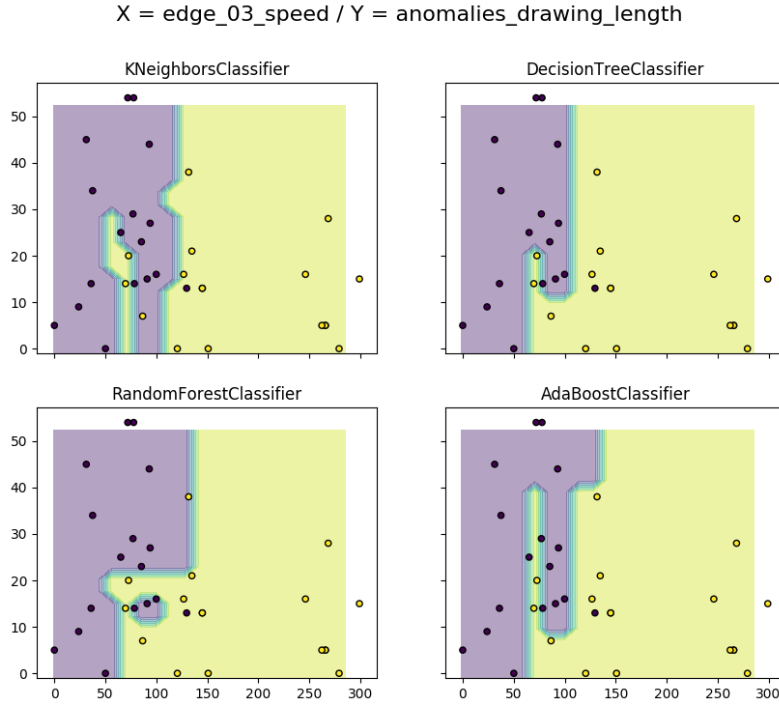 X = edge_03_speed / Y = anomalies_drawing_length
KNeighborsClassifier
DecisionTreeClassifier
50
40
30
20
10
0
RandomForestClassifier
AdaBoostClassifier
50
40
30
20
10
0
0 50 100 150 200 250 300
0 50 100 150 200 250 300